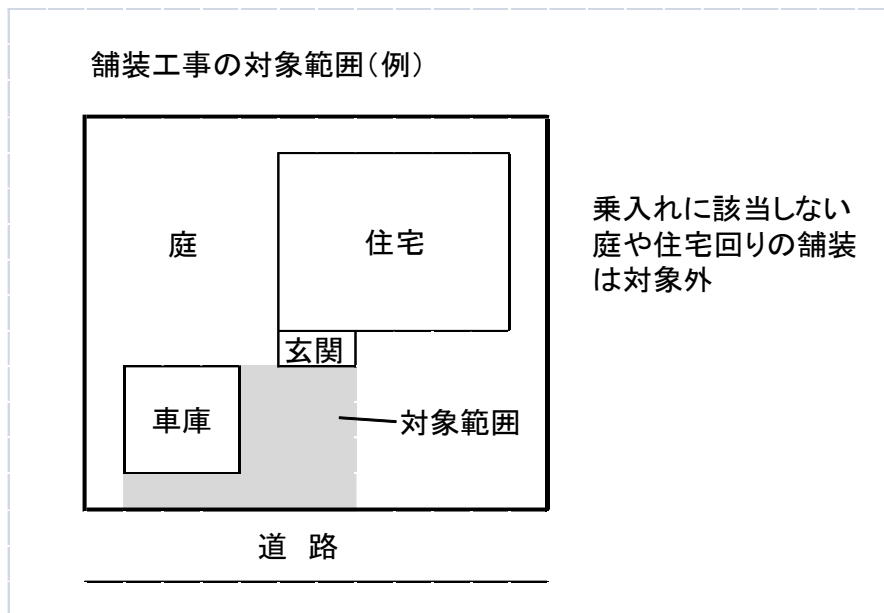 舗装工事の対象範囲（例）
乗入れに該当しない
庭や住宅回りの舗装
は対象外
庭
住宅
玄関
車庫
対象範囲
道 路